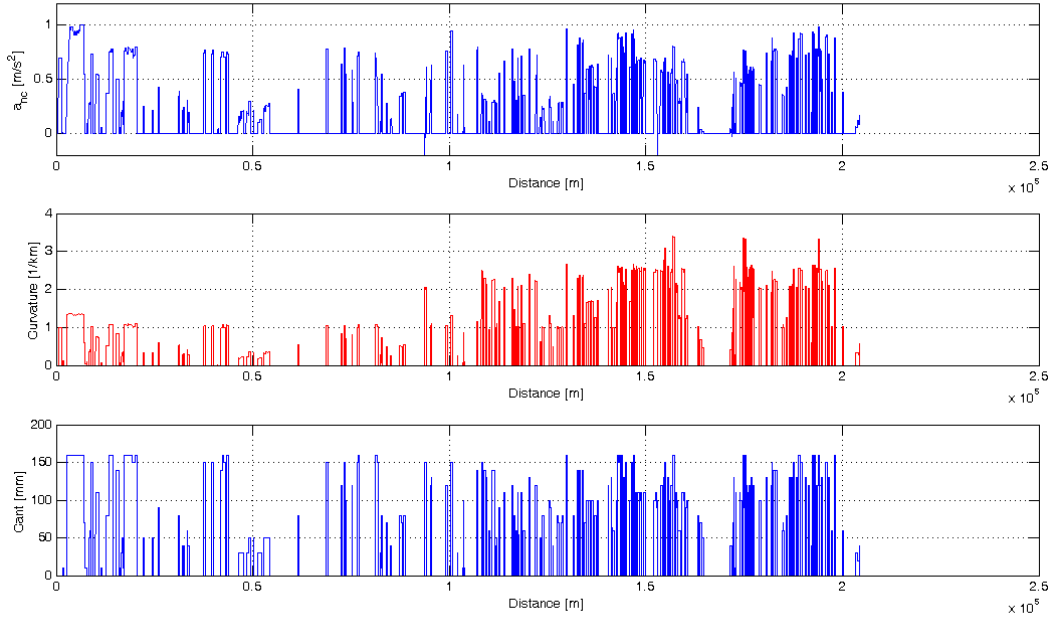 1
0.5
0
a_nc [m/s^2]
0 0.5 1 1.5 2 2.5
Distance [m]
x 10^5
4
3
2
1
0
Curvature [1/km]
0 0.5 1 1.5 2 2.5
Distance [m]
x 10^5
200
150
100
50
0
Cant [mm]
0 0.5 1 1.5 2 2.5
Distance [m]
x 10^5